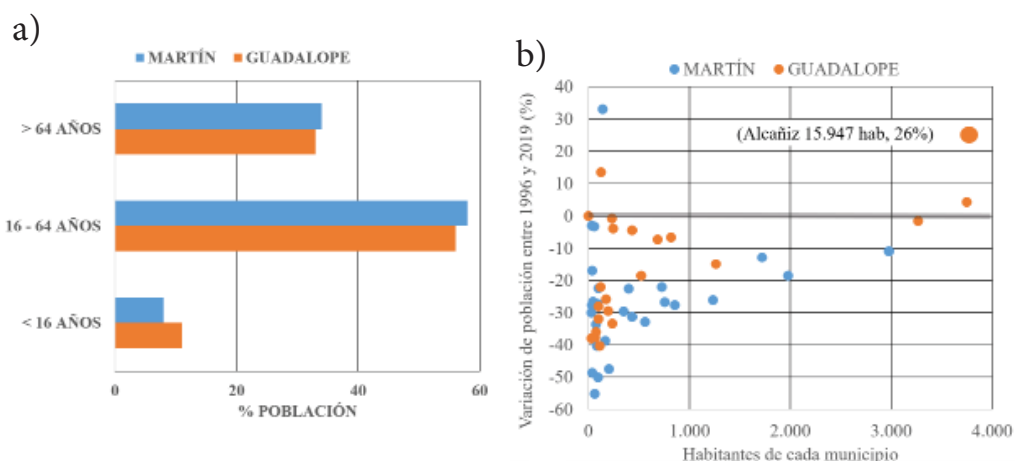 a)
MARTÍN GUADALOPE
> 64 AÑOS
16 - 64 AÑOS
< 16 AÑOS
0 20 40 60
% POBLACIÓN
b)
MARTÍN GUADALOPE
Variación de población entre 1996 y 2019 (%)
40
30
20
10
0
-10
-20
-30
-40
-50
-60
(Alcañiz 15.947 hab, 26%)
0 1.000 2.000 3.000 4.000
Habitantes de cada municipio